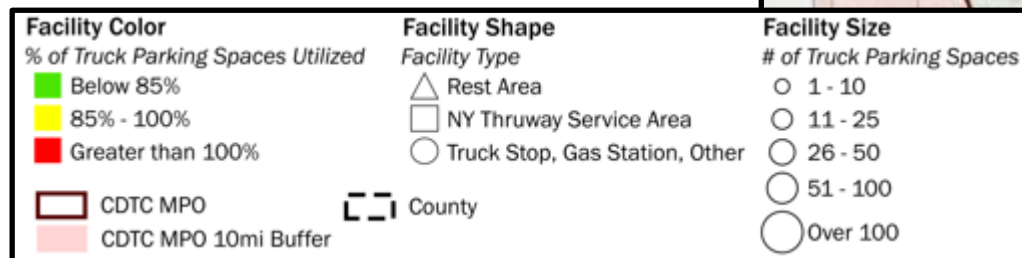 Facility Color
% of Truck Parking Spaces Utilized
Below 85%
85% - 100%
Greater than 100%
CDTC MPO
CDTC MPO 10mi Buffer
Facility Shape
Facility Type
Rest Area
NY Thruway Service Area
Truck Stop, Gas Station, Other
County
Facility Size
# of Truck Parking Spaces
1 - 10
11 - 25
26 - 50
51 - 100
Over 100